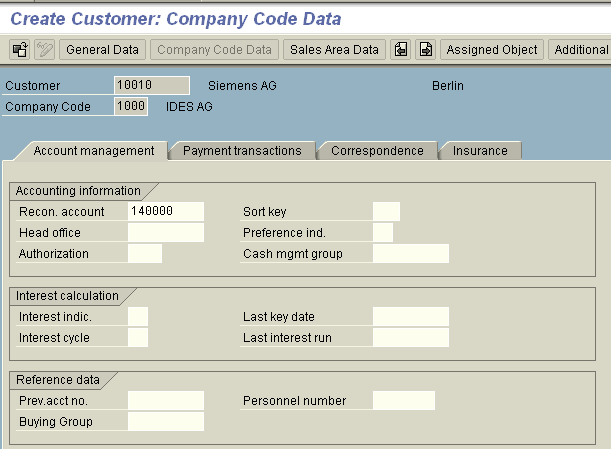 Create Customer: Company Code Data
General Data Company Code Data Sales Area Data Assigned Object Additional
Customer 10010 Siemens AG Berlin
Company Code 1000 IDES AG
Account management Payment transactions Correspondence Insurance
Accounting information
Recon. account 140000 Sort key
Head office Preference ind.
Authorization Cash mgmt group
Interest calculation
Interest indic. Last key date
Interest cycle Last interest run
Reference data
Prev.acct no. Personnel number
Buying Group